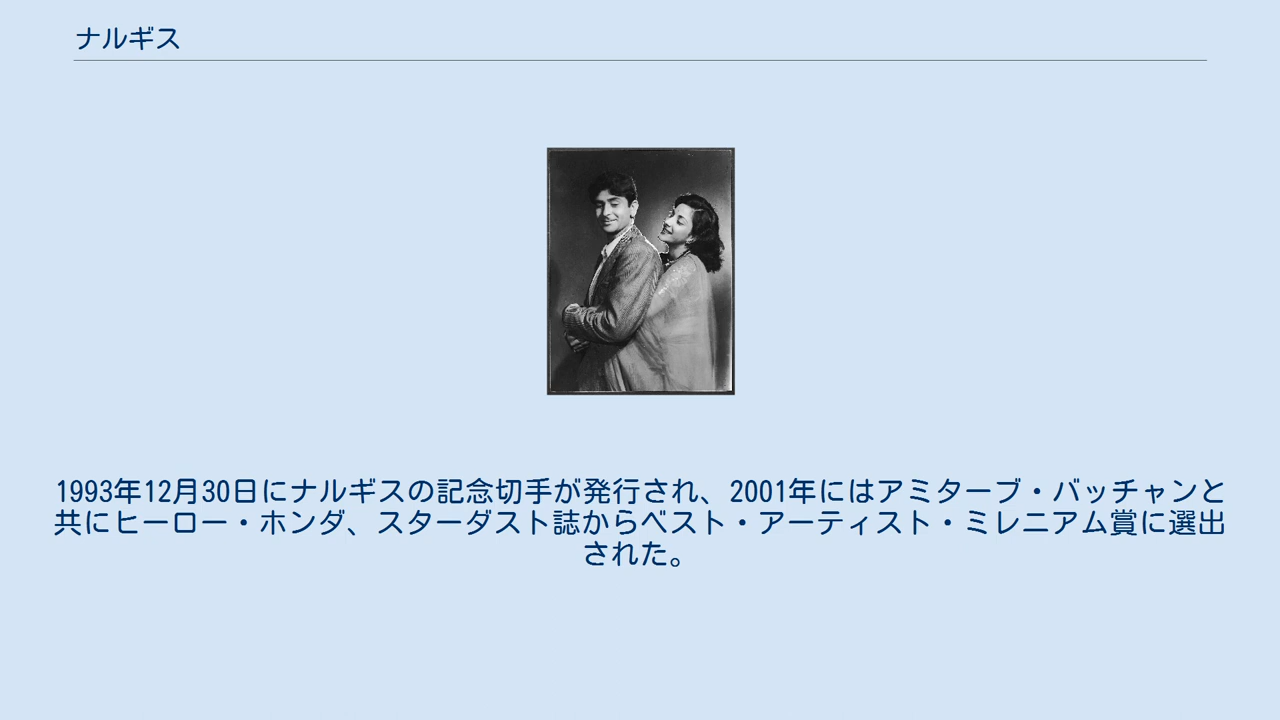 ナルギス
1993年12月30日にナルギスの記念切手が発行され、2001年にはアミターブ・バッチャンと
共にヒーロー・ホンダ、スターダスト誌からベスト・アーティスト・ミレニアム賞に選出
された。